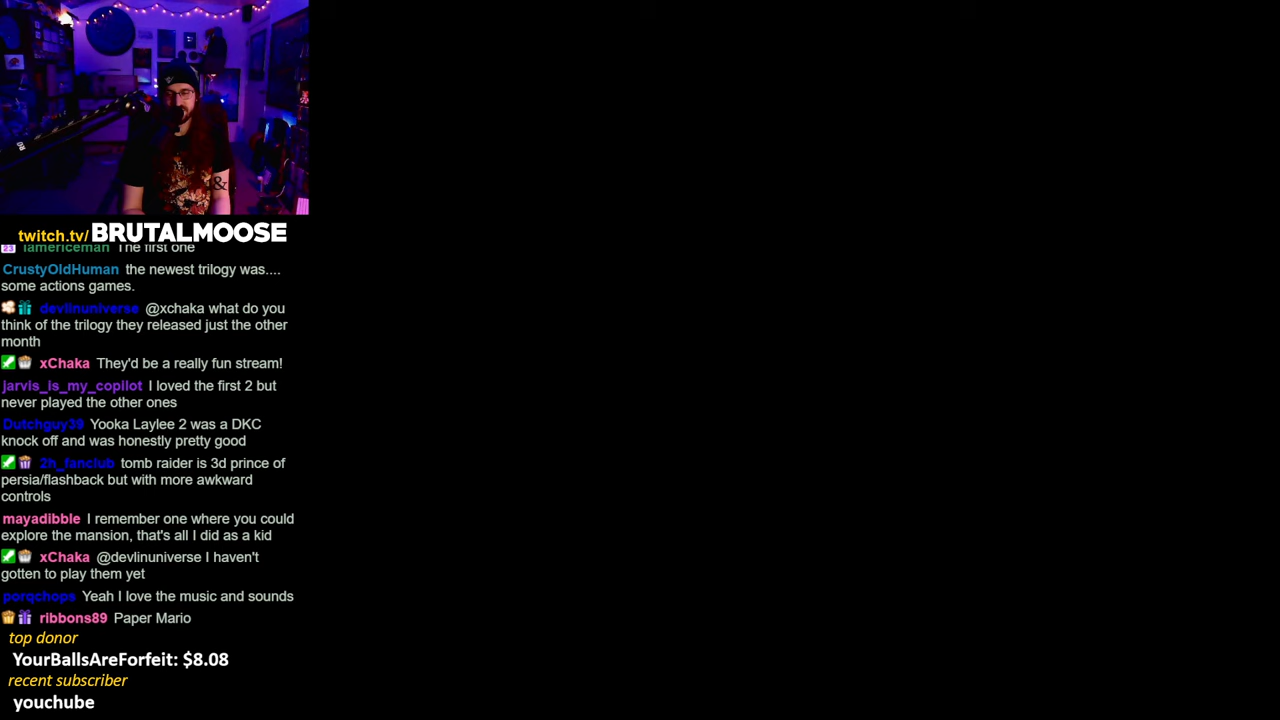 twitch.tv/BRUTALMOOSE
iamericeman The first one
CrustyOldHuman the newest trilogy was....
some actions games.
devlinuniverse @xchaka what do you
think of the trilogy they released just the other
month
xChaka They'd be a really fun stream!
jarvis_is_my_copilot I loved the first 2 but
never played the other ones
Dutchguy39 Yooka Laylee 2 was a DKC
knock off and was honestly pretty good
2h_fanclub tomb raider is 3d prince of
persia/flashback but with more awkward
controls
mayadibble I remember one where you could
explore the mansion, that's all I did as a kid
xChaka @devlinuniverse I haven't
gotten to play them yet
porqchops Yeah I love the music and sounds
ribbons89 Paper Mario
top donor
YourBallsAreForfeit: $8.08
recent subscriber
youchube